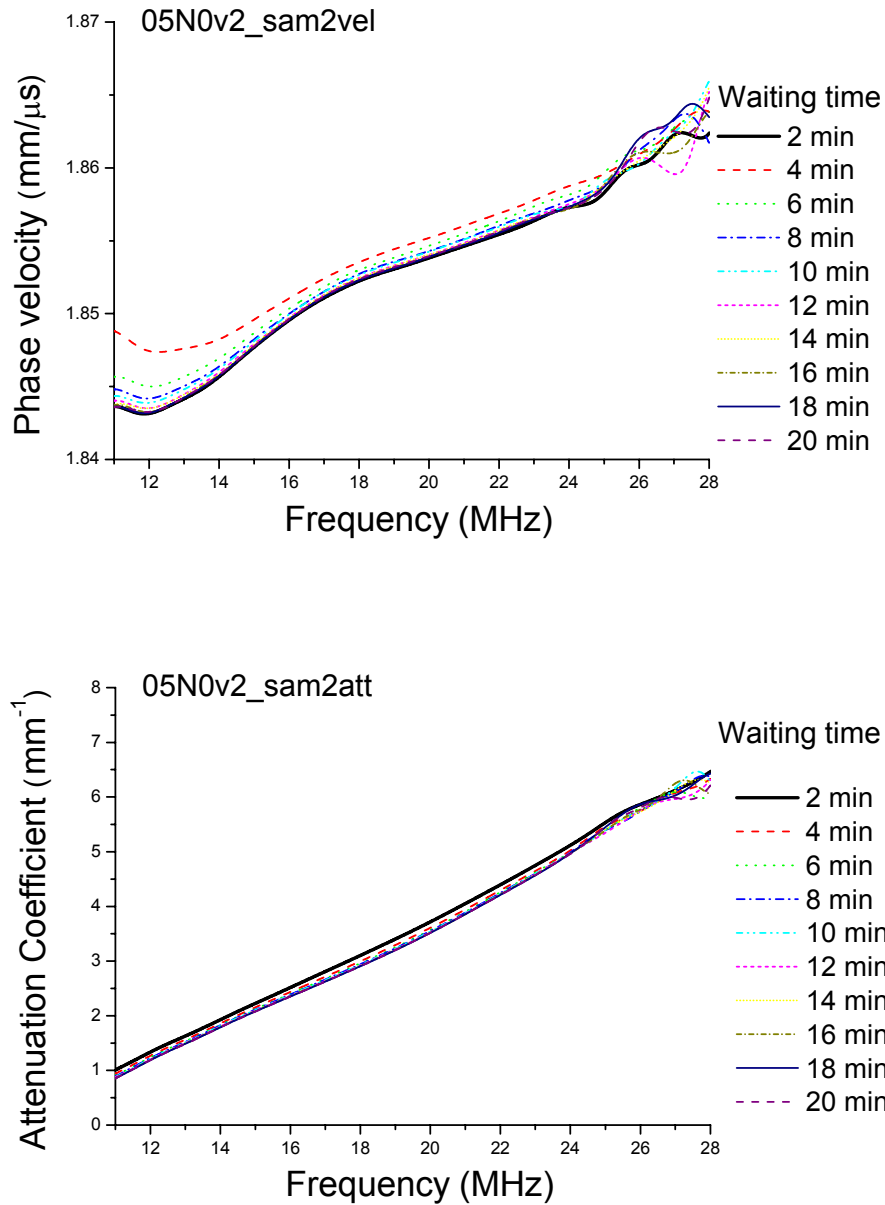 05N0v2_sam2vel
1.87
1.86
1.85
1.84
Phase velocity (mm/μs)
12 14 16 18 20 22 24 26 28
Frequency (MHz)
Waiting time
2 min
4 min
6 min
8 min
10 min
12 min
14 min
16 min
18 min
20 min
05N0v2_sam2att
8
7
6
5
4
3
2
1
0
Attenuation Coefficient (mm⁻¹)
12 14 16 18 20 22 24 26 28
Frequency (MHz)
Waiting time
2 min
4 min
6 min
8 min
10 min
12 min
14 min
16 min
18 min
20 min